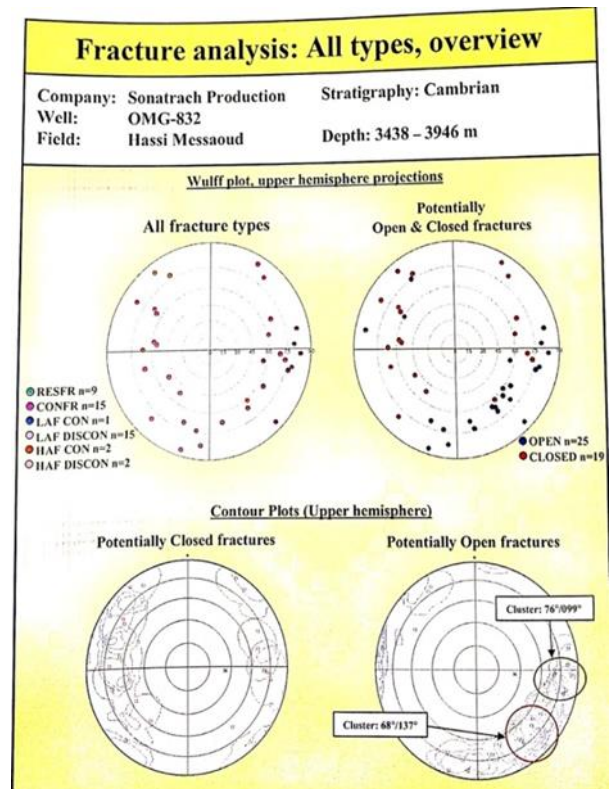 Fracture analysis: All types, overview
Company: Sonatrach Production Stratigraphy: Cambrian
Well: OMG-832
Field: Hassi Messaoud Depth: 3438 – 3946 m
Wulff plot, upper hemisphere projections
All fracture types
Potentially
Open & Closed fractures
RESFR n=9
CONFR n=15
LAF CON n=1
LAF DISCON n=15
HAF CON n=2
HAF DISCON n=2
OPEN n=25
CLOSED n=19
Contour Plots (Upper hemisphere)
Potentially Closed fractures
Potentially Open fractures
Cluster: 76°/099°
Cluster: 68°/137°